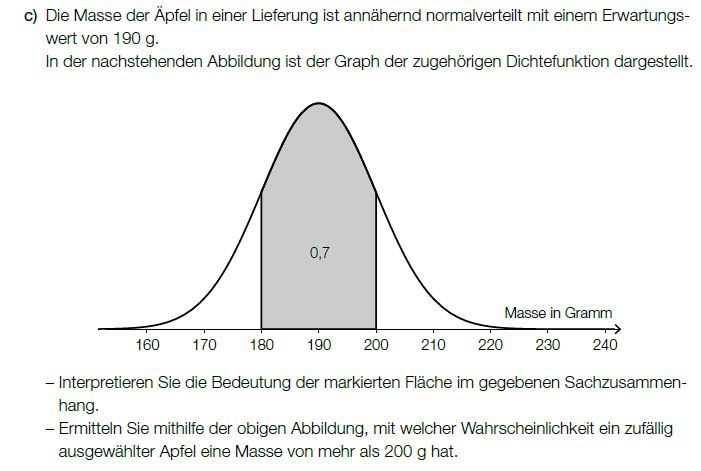 c) Die Masse der Äpfel in einer Lieferung ist annähernd normalverteilt mit einem Erwartungs-
wert von 190 g.
In der nachstehenden Abbildung ist der Graph der zugehörigen Dichtefunktion dargestellt.
0,7
Masse in Gramm
160 170 180 190 200 210 220 230 240
– Interpretieren Sie die Bedeutung der markierten Fläche im gegebenen Sachzusammen-
hang.
– Ermitteln Sie mithilfe der obigen Abbildung, mit welcher Wahrscheinlichkeit ein zufällig
ausgewählter Apfel eine Masse von mehr als 200 g hat.